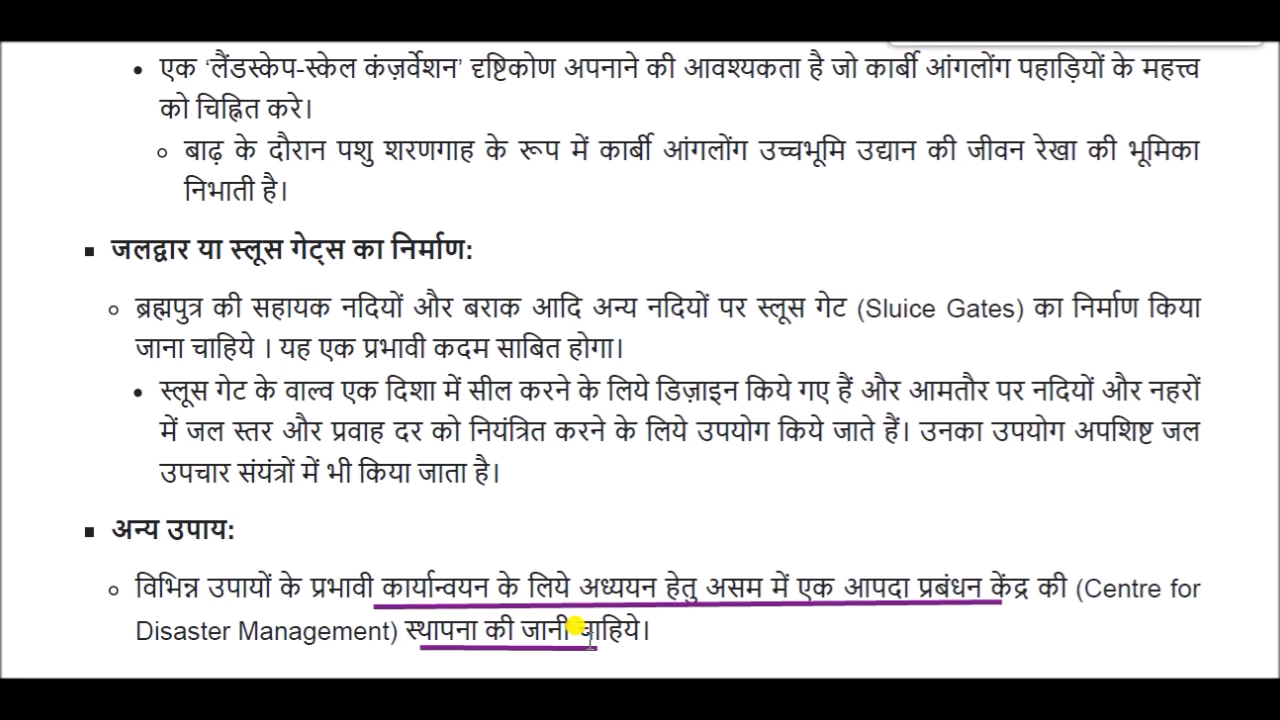 • एक ‘लैंडस्केप-स्केल कंज़र्वेशन’ दृष्टिकोण अपनाने की आवश्यकता है जो कार्बी आंगलोंग पहाड़ियों के महत्त्व
को चिह्नित करे।
○ बाढ़ के दौरान पशु शरणगाह के रूप में कार्बी आंगलोंग उच्चभूमि उद्यान की जीवन रेखा की भूमिका
निभाती है।
▪ जलद्वार या स्लूस गेट्स का निर्माण:
○ ब्रह्मपुत्र की सहायक नदियों और बराक आदि अन्य नदियों पर स्लूस गेट (Sluice Gates) का निर्माण किया
जाना चाहिये । यह एक प्रभावी कदम साबित होगा।
• स्लूस गेट के वाल्व एक दिशा में सील करने के लिये डिज़ाइन किये गए हैं और आमतौर पर नदियों और नहरों
में जल स्तर और प्रवाह दर को नियंत्रित करने के लिये उपयोग किये जाते हैं। उनका उपयोग अपशिष्ट जल
उपचार संयंत्रों में भी किया जाता है।
▪ अन्य उपाय:
○ विभिन्न उपायों के प्रभावी कार्यान्वयन के लिये अध्ययन हेतु असम में एक आपदा प्रबंधन केंद्र की (Centre for
Disaster Management) स्थापना की जानी चाहिये।